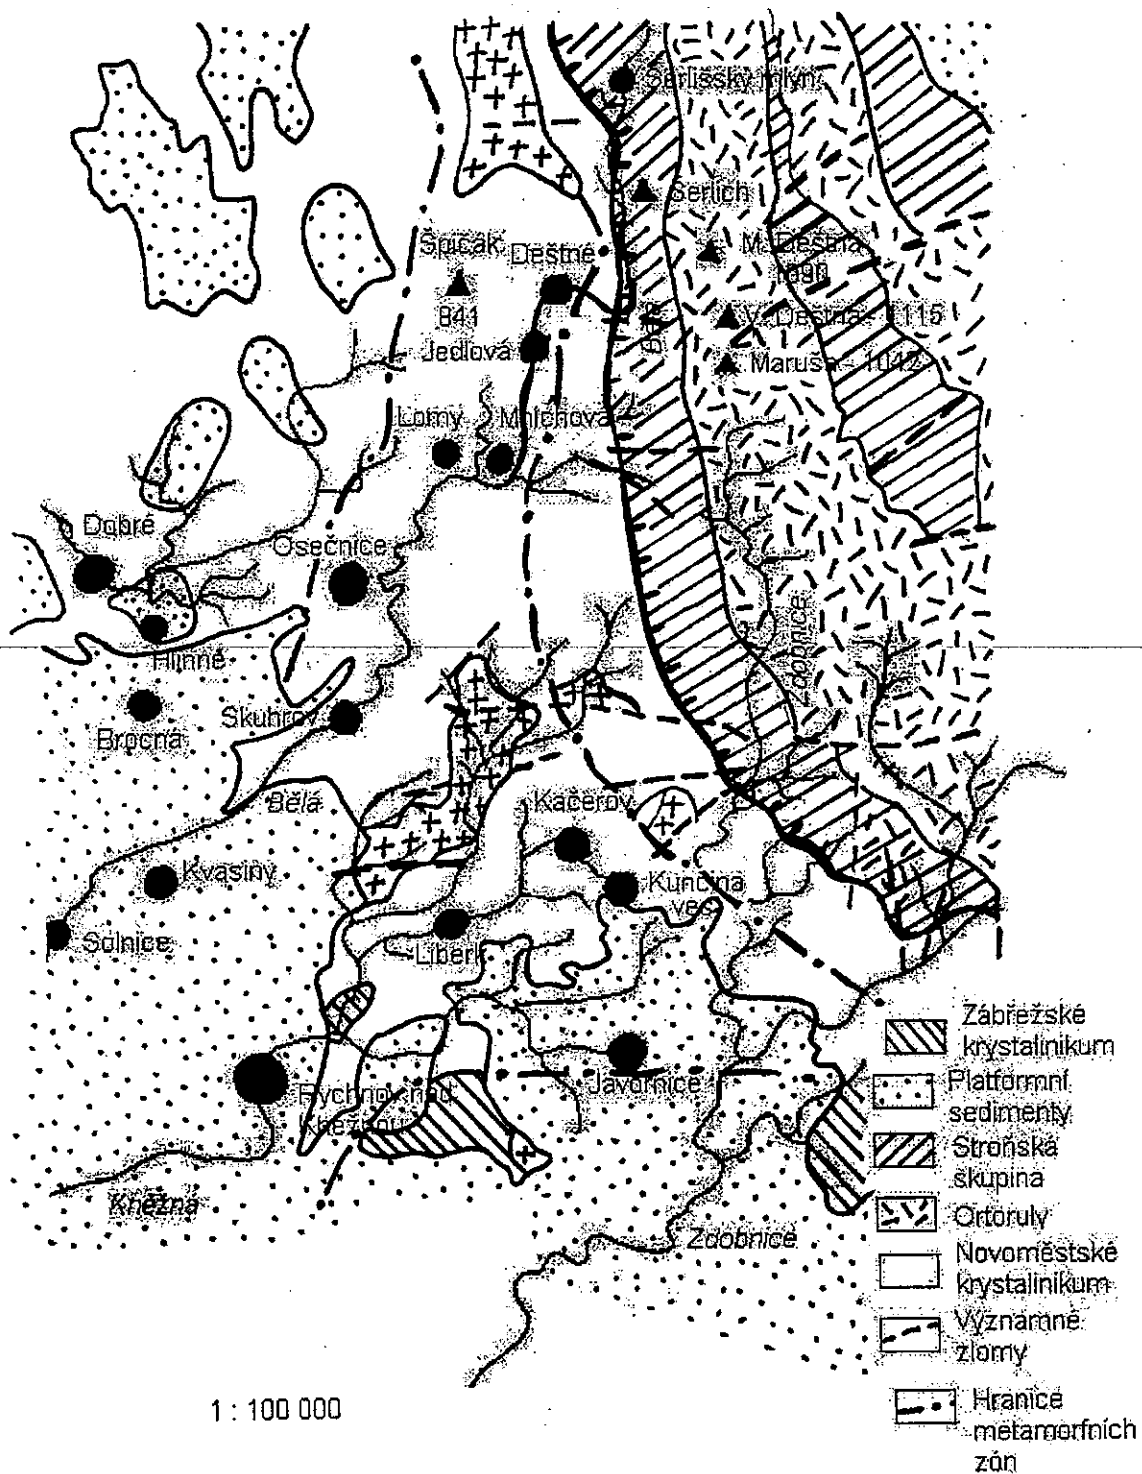 Šerlišský mlýn
Šerlich
Špičák
841
Deštné
M. Deštná
1090
V. Deštná - 1115
Maruša - 1042
Bělá
Jedlová
Lomy
Mnichová
Dobré
Osečnice
Zdobnice
Hlinné
Skuhrov
Brocná
Bělá
Kačerov
Kvasiny
Kunčina
ves
Solnice
Liberk
Javornice
Rychnov nad
Kněžnou
Kněžná
Zdobnice
Zábřežské
krystalinikum
Platformní
sedimenty
Stroňská
skupina
Ortoruly
Novoměstské
krystalinikum
Významné
zlomy
Hranice
metamorfních
zón
1 : 100 000